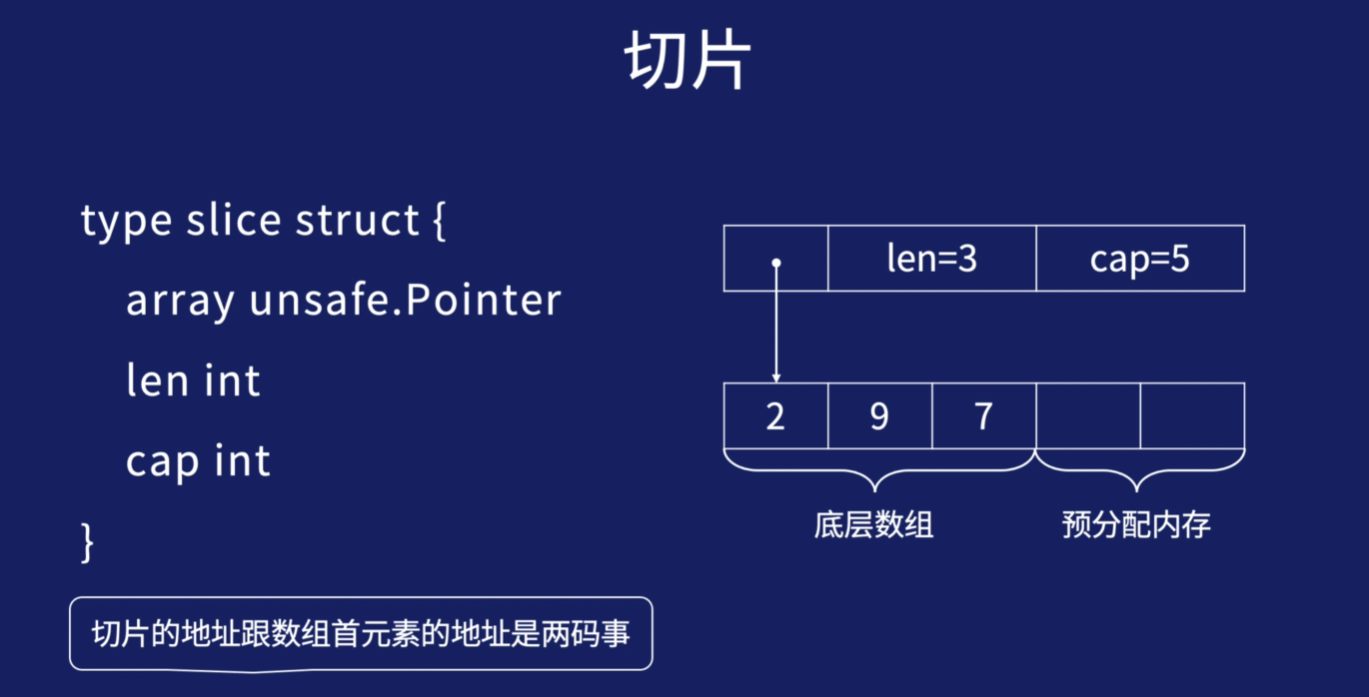 切片
type slice struct {
array unsafe.Pointer
len int
cap int
}
切片的地址跟数组首元素的地址是两码事
len=3 cap=5
2 9 7
底层数组 预分配内存